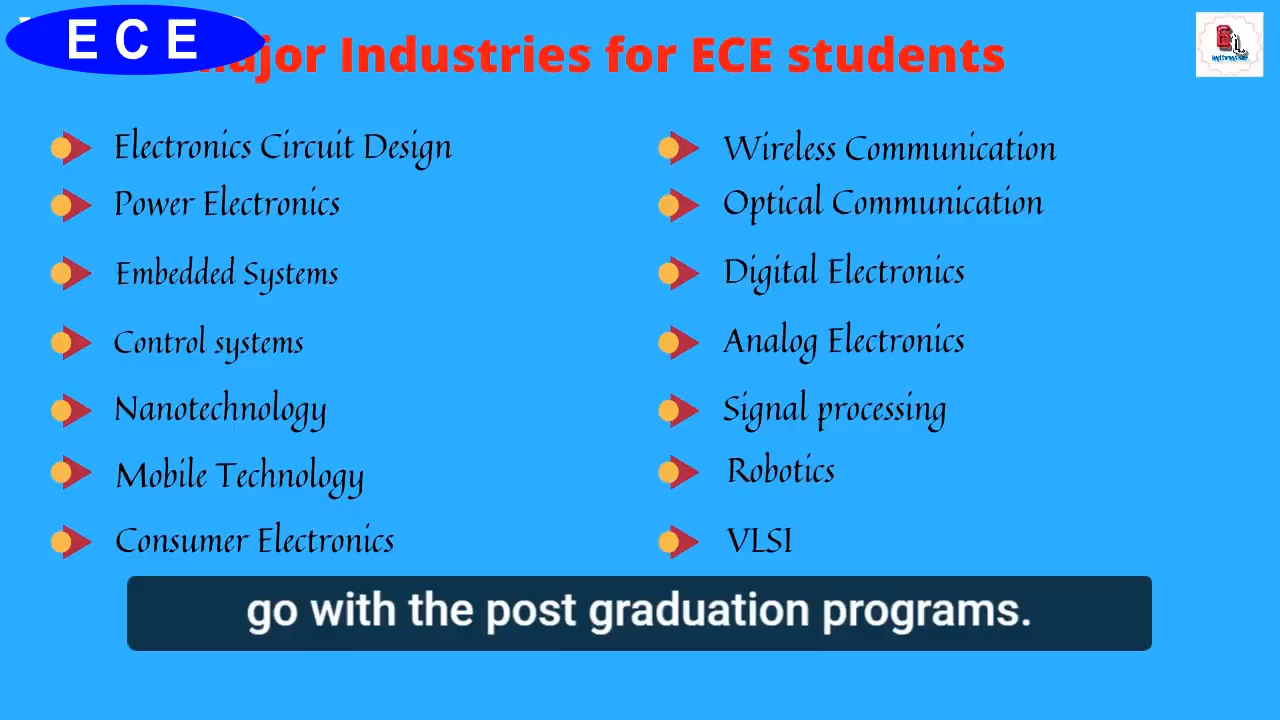 E C E
Major Industries for ECE students
Electronics Circuit Design
Power Electronics
Embedded Systems
Control systems
Nanotechnology
Mobile Technology
Consumer Electronics
Wireless Communication
Optical Communication
Digital Electronics
Analog Electronics
Signal processing
Robotics
VLSI
go with the post graduation programs.